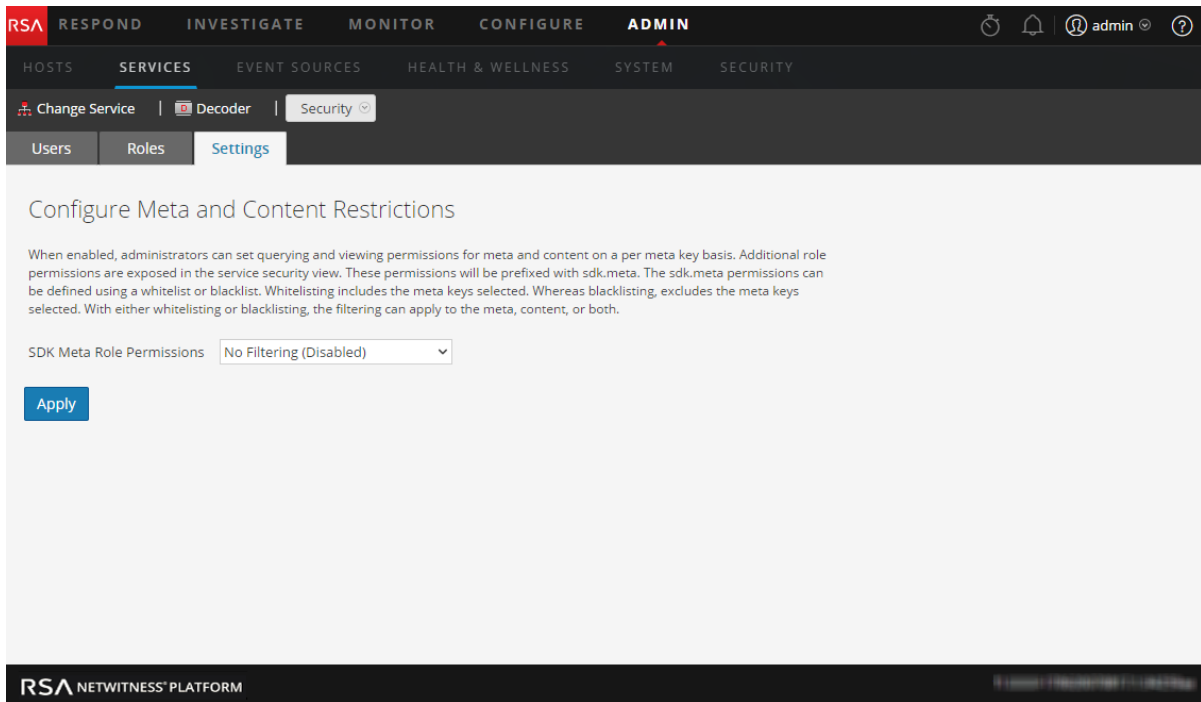 RSA RESPOND INVESTIGATE MONITOR CONFIGURE ADMIN admin
HOSTS SERVICES EVENT SOURCES HEALTH & WELLNESS SYSTEM SECURITY
Change Service | D Decoder | Security
Users Roles Settings
Configure Meta and Content Restrictions
When enabled, administrators can set querying and viewing permissions for meta and content on a per meta key basis. Additional role
permissions are exposed in the service security view. These permissions will be prefixed with sdk.meta. The sdk.meta permissions can
be defined using a whitelist or blacklist. Whitelisting includes the meta keys selected. Whereas blacklisting, excludes the meta keys
selected. With either whitelisting or blacklisting, the filtering can apply to the meta, content, or both.
SDK Meta Role Permissions No Filtering (Disabled)
Apply
RSA NETWITNESS® PLATFORM